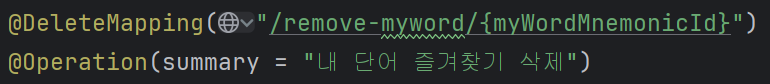 @DeleteMapping("/remove-myword/{myWordMnemonicId}")
@Operation(summary = "내 단어 즐겨찾기 삭제")